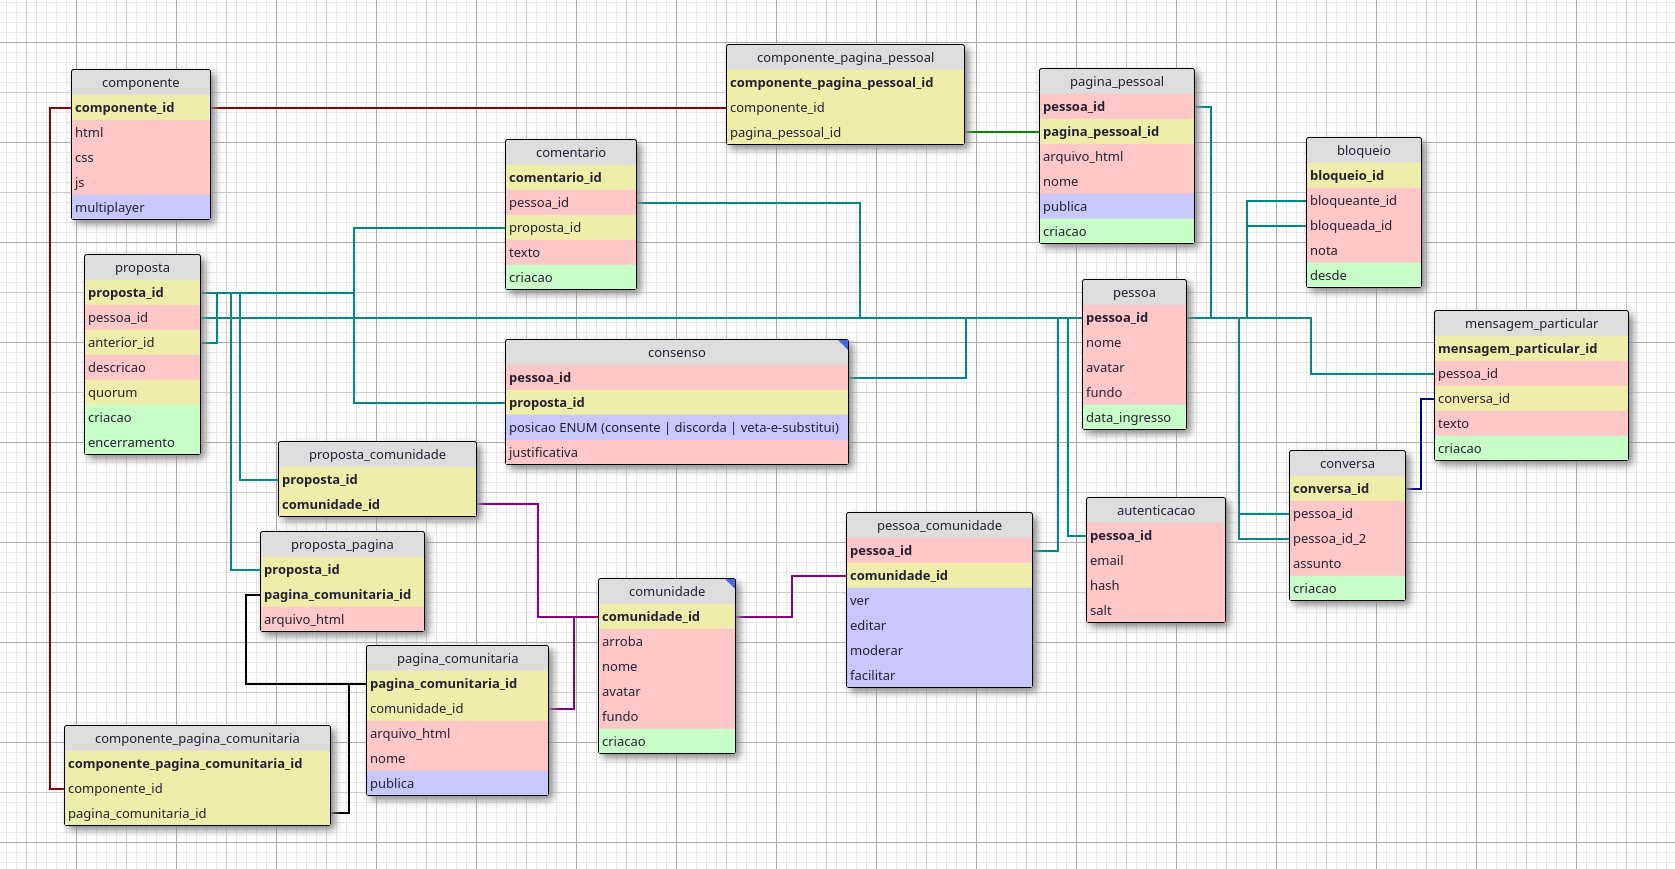 componente
componente_id
html
css
js
multiplayer
componente_pagina_pessoal
componente_pagina_pessoal_id
componente_id
pagina_pessoal_id
pagina_pessoal
pessoa_id
pagina_pessoal_id
arquivo_html
nome
publica
criacao
comentario
comentario_id
pessoa_id
proposta_id
texto
criacao
bloqueio
bloqueio_id
bloqueante_id
bloqueada_id
nota
desde
proposta
proposta_id
pessoa_id
anterior_id
descricao
quorum
criacao
encerramento
consenso
pessoa_id
proposta_id
posicao ENUM (consente | discorda | veta-e-substitui)
justificativa
pessoa
pessoa_id
nome
avatar
fundo
data_ingresso
mensagem_particular
mensagem_particular_id
pessoa_id
conversa_id
texto
criacao
proposta_comunidade
proposta_id
comunidade_id
conversa
conversa_id
pessoa_id
pessoa_id_2
assunto
criacao
autenticacao
pessoa_id
email
hash
salt
pessoa_comunidade
pessoa_id
comunidade_id
ver
editar
moderar
facilitar
proposta_pagina
proposta_id
pagina_comunitaria_id
arquivo_html
comunidade
comunidade_id
arroba
nome
avatar
fundo
criacao
pagina_comunitaria
pagina_comunitaria_id
comunidade_id
arquivo_html
nome
publica
componente_pagina_comunitaria
componente_pagina_comunitaria_id
componente_id
pagina_comunitaria_id